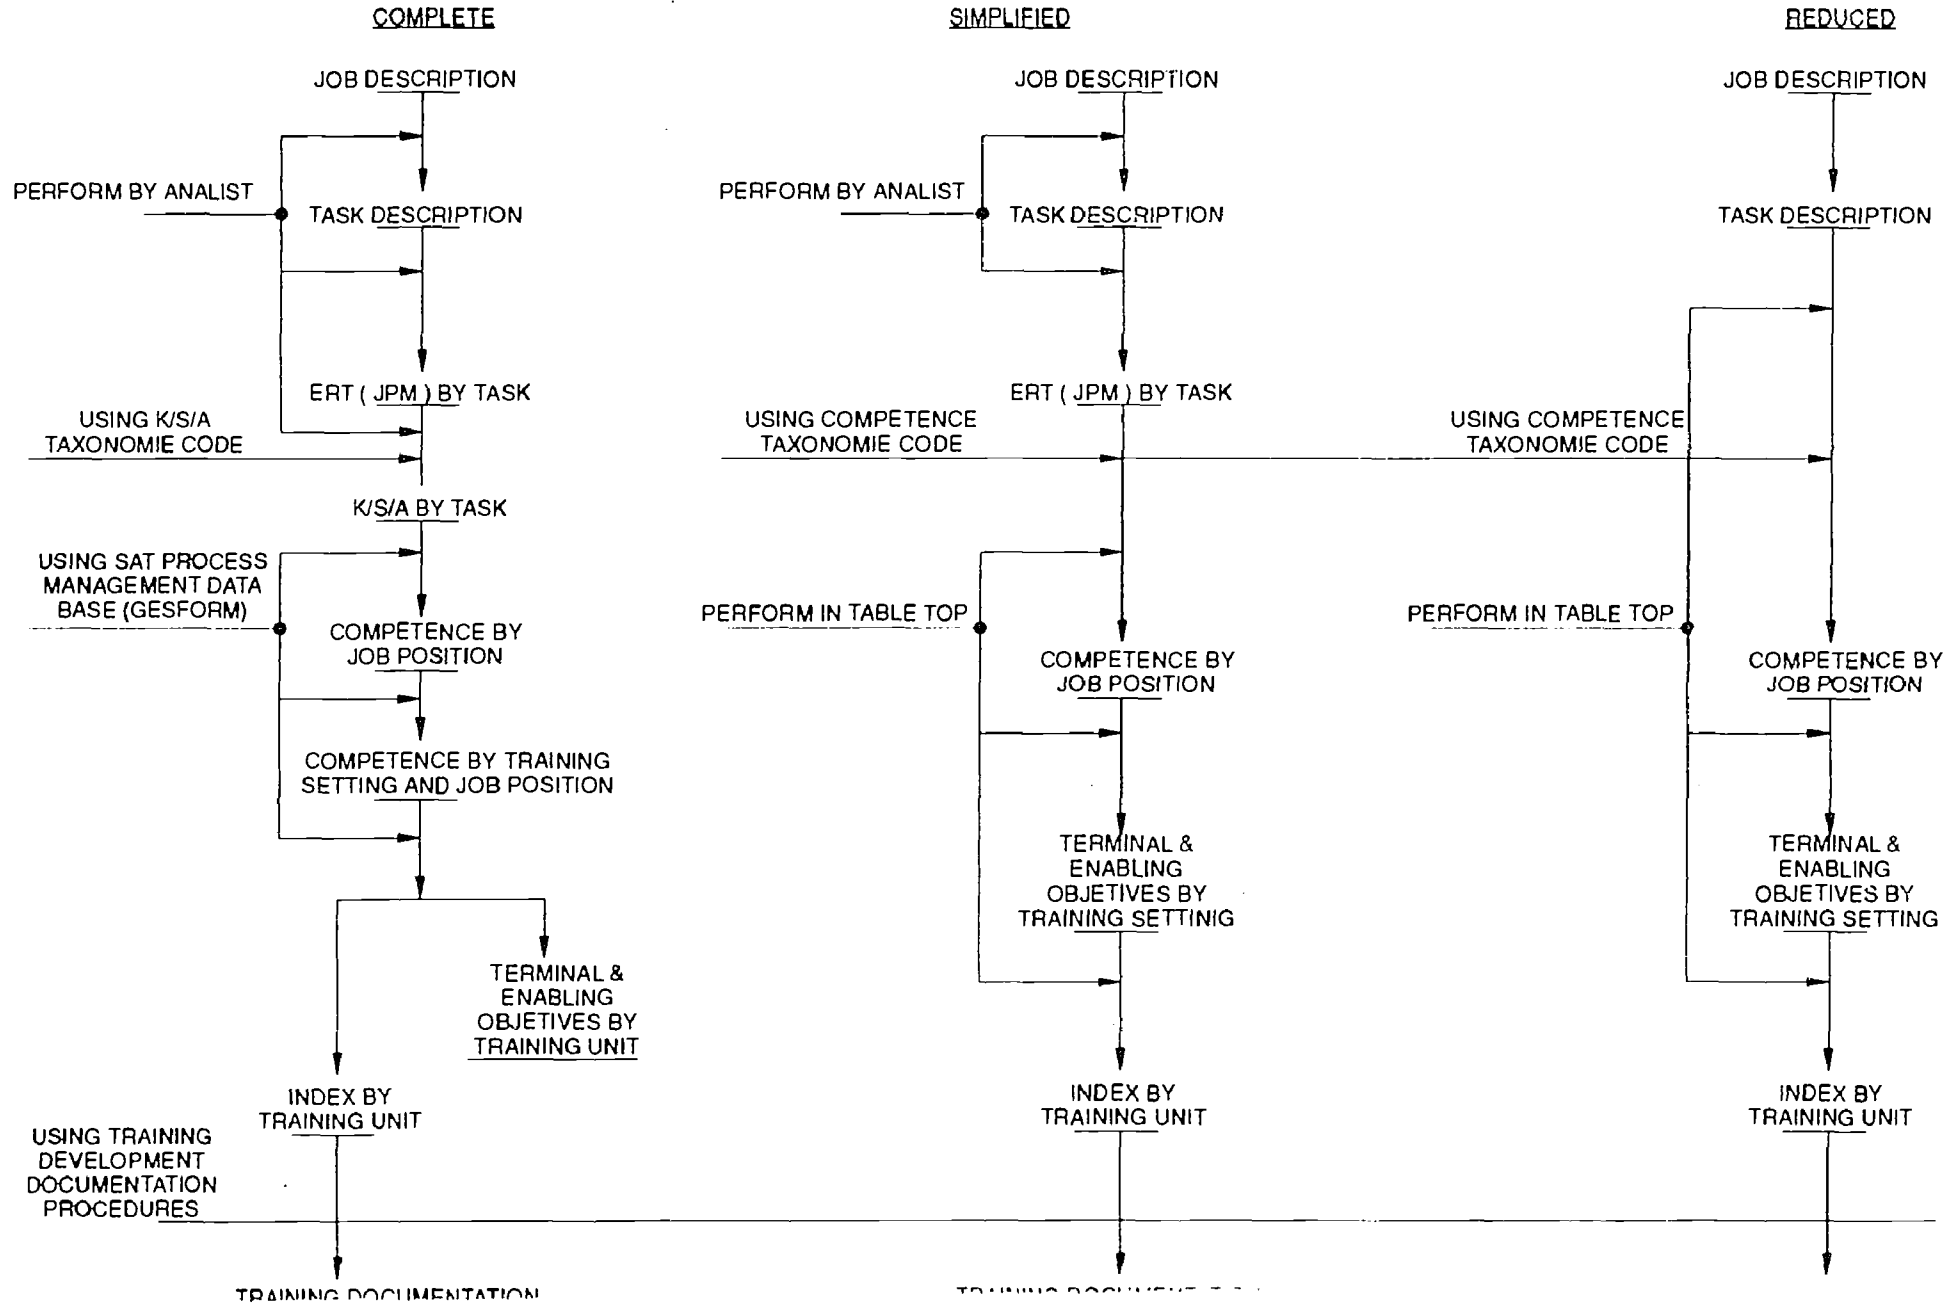 COMPLETE
JOB DESCRIPTION
PERFORM BY ANALIST
TASK DESCRIPTION
ERT ( JPM ) BY TASK
USING K/S/A
TAXONOMIE CODE
K/S/A BY TASK
USING SAT PROCESS
MANAGEMENT DATA
BASE (GESFORM)
COMPETENCE BY
JOB POSITION
COMPETENCE BY TRAINING
SETTING AND JOB POSITION
TERMINAL &
ENABLING
OBJETIVES BY
TRAINING UNIT
INDEX BY
TRAINING UNIT
USING TRAINING
DEVELOPMENT
DOCUMENTATION
PROCEDURES
TRAINING DOCUMENTATION
SIMPLIFIED
JOB DESCRIPTION
PERFORM BY ANALIST
TASK DESCRIPTION
ERT ( JPM ) BY TASK
USING COMPETENCE
TAXONOMIE CODE
PERFORM IN TABLE TOP
COMPETENCE BY
JOB POSITION
TERMINAL &
ENABLING
OBJETIVES BY
TRAINING SETTINIG
INDEX BY
TRAINING UNIT
REDUCED
JOB DESCRIPTION
TASK DESCRIPTION
USING COMPETENCE
TAXONOMIE CODE
PERFORM IN TABLE TOP
COMPETENCE BY
JOB POSITION
TERMINAL &
ENABLING
OBJETIVES BY
TRAINING SETTING
INDEX BY
TRAINING UNIT